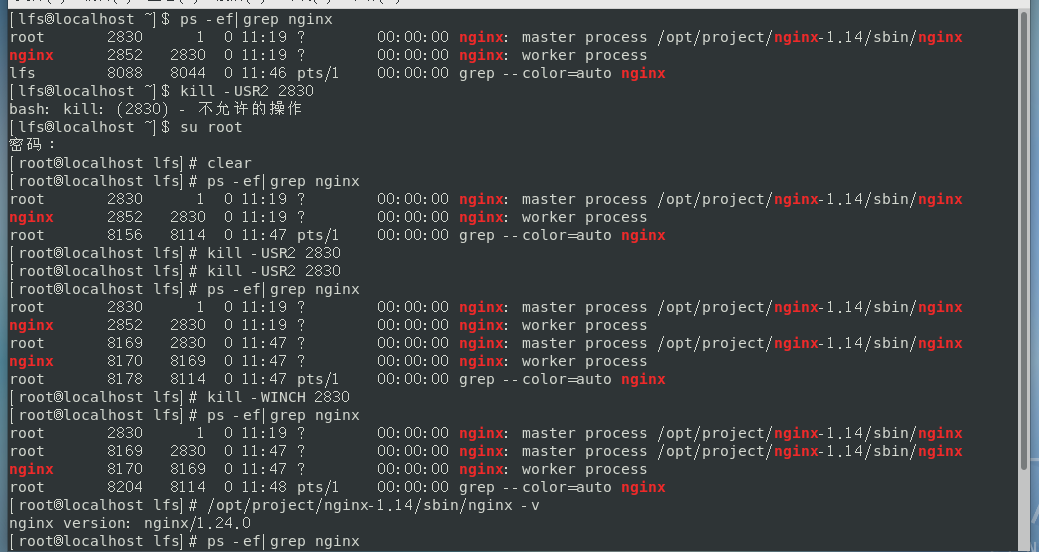 [lfs@localhost ~]$ ps -ef|grep nginx
root 2830 1 0 11:19 ? 00:00:00 nginx: master process /opt/project/nginx-1.14/sbin/nginx
nginx 2852 2830 0 11:19 ? 00:00:00 nginx: worker process
lfs 8088 8044 0 11:46 pts/1 00:00:00 grep --color=auto nginx
[lfs@localhost ~]$ kill -USR2 2830
bash: kill: (2830) - 不允许的操作
[lfs@localhost ~]$ su root
密码：
[root@localhost lfs]# clear
[root@localhost lfs]# ps -ef|grep nginx
root 2830 1 0 11:19 ? 00:00:00 nginx: master process /opt/project/nginx-1.14/sbin/nginx
nginx 2852 2830 0 11:19 ? 00:00:00 nginx: worker process
root 8156 8114 0 11:47 pts/1 00:00:00 grep --color=auto nginx
[root@localhost lfs]# kill -USR2 2830
[root@localhost lfs]# kill -USR2 2830
[root@localhost lfs]# ps -ef|grep nginx
root 2830 1 0 11:19 ? 00:00:00 nginx: master process /opt/project/nginx-1.14/sbin/nginx
nginx 2852 2830 0 11:19 ? 00:00:00 nginx: worker process
root 8169 2830 0 11:47 ? 00:00:00 nginx: master process /opt/project/nginx-1.14/sbin/nginx
nginx 8170 8169 0 11:47 ? 00:00:00 nginx: worker process
root 8178 8114 0 11:47 pts/1 00:00:00 grep --color=auto nginx
[root@localhost lfs]# kill -WINCH 2830
[root@localhost lfs]# ps -ef|grep nginx
root 2830 1 0 11:19 ? 00:00:00 nginx: master process /opt/project/nginx-1.14/sbin/nginx
root 8169 2830 0 11:47 ? 00:00:00 nginx: master process /opt/project/nginx-1.14/sbin/nginx
nginx 8170 8169 0 11:47 ? 00:00:00 nginx: worker process
root 8204 8114 0 11:48 pts/1 00:00:00 grep --color=auto nginx
[root@localhost lfs]# /opt/project/nginx-1.14/sbin/nginx -v
nginx version: nginx/1.24.0
[root@localhost lfs]# ps -ef|grep nginx